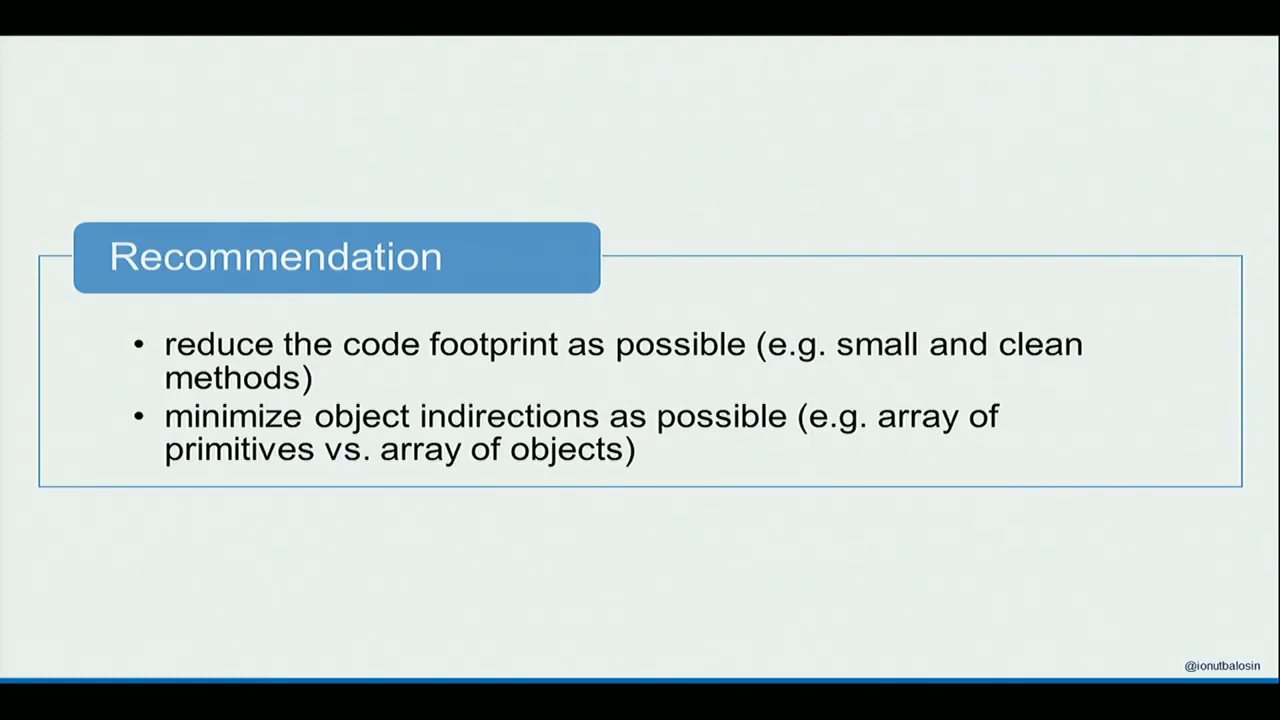 Recommendation
• reduce the code footprint as possible (e.g. small and clean
methods)
• minimize object indirections as possible (e.g. array of
primitives vs. array of objects)
@ionutbalosin